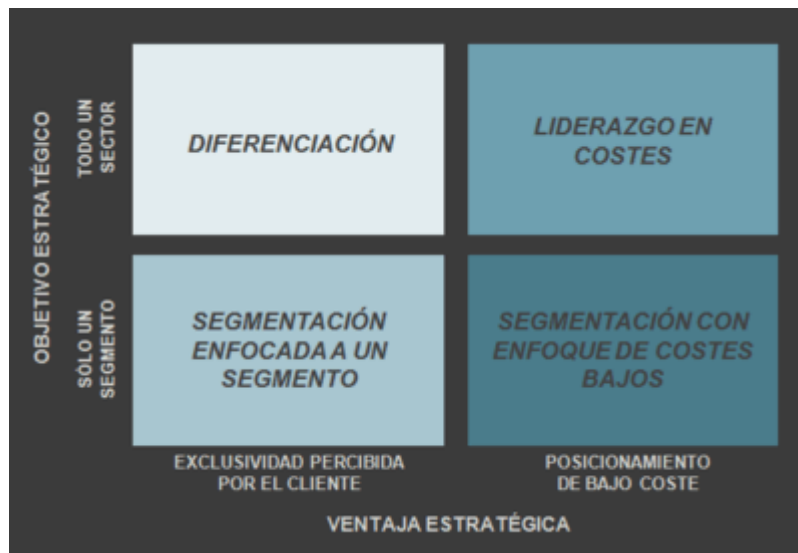 OBJETIVO ESTRATÉGICO
TODO UN
SECTOR
DIFERENCIACIÓN
LIDERAZGO EN
COSTES
SÓLO UN
SEGMENTO
SEGMENTACIÓN
ENFOCADA A UN
SEGMENTO
SEGMENTACIÓN CON
ENFOQUE DE COSTES
BAJOS
EXCLUSIVIDAD PERCIBIDA
POR EL CLIENTE
POSICIONAMIENTO
DE BAJO COSTE
VENTAJA ESTRATÉGICA